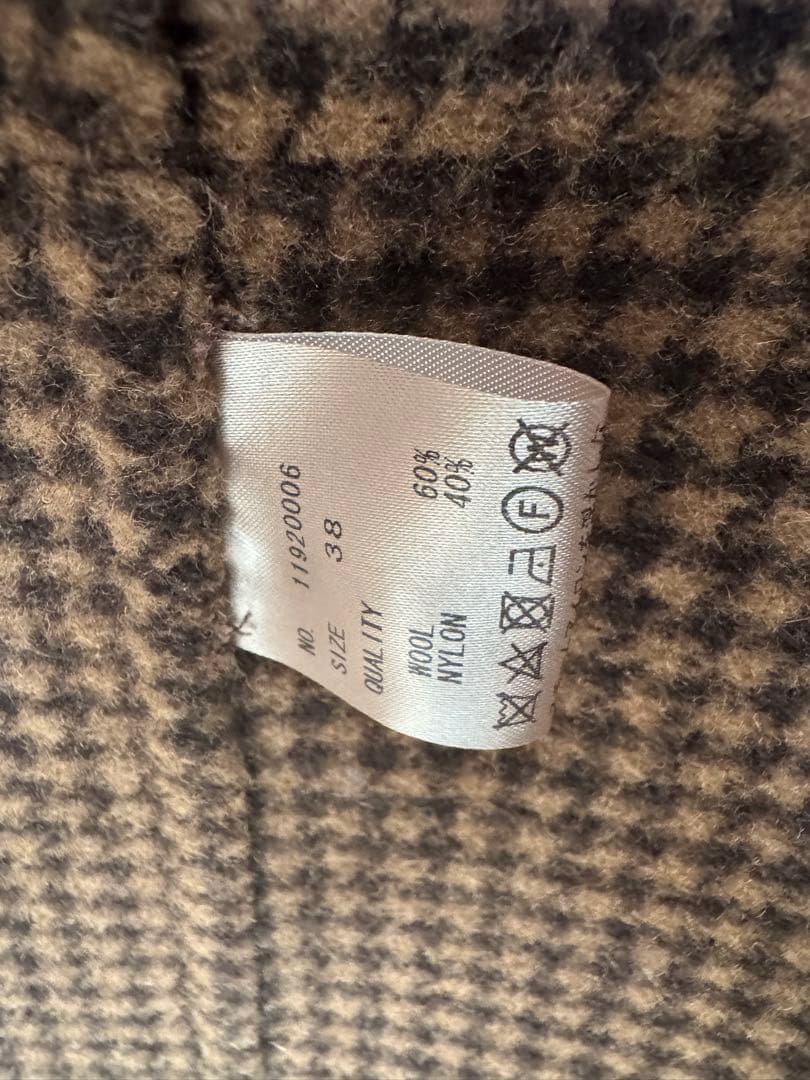 NO. 11920006
SIZE 38
QUALITY
WOOL 60%
NYLON 40%
F W